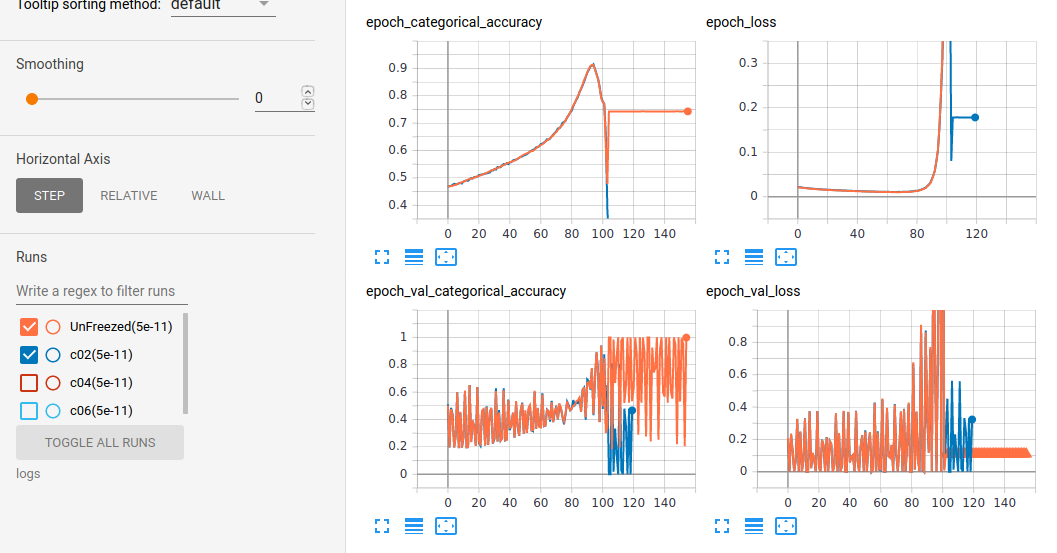 Tooltip sorting method: default
Smoothing
0
Horizontal Axis
STEP RELATIVE WALL
Runs
Write a regex to filter runs
UnFreezed(5e-11)
c02(5e-11)
c04(5e-11)
c06(5e-11)
TOGGLE ALL RUNS
logs
epoch_categorical_accuracy
0.9
0.8
0.7
0.6
0.5
0.4
0 20 40 60 80 100 120 140
epoch_loss
0.3
0.2
0.1
0
0 40 80 120
epoch_val_categorical_accuracy
1
0.8
0.6
0.4
0.2
0
0 20 40 60 80 100 120 140
epoch_val_loss
0.8
0.6
0.4
0.2
0
0 20 40 60 80 100 120 140